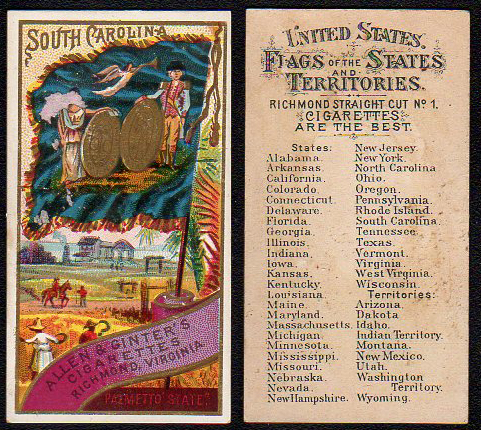 SOUTH CAROLINA
ALLEN & GINTER'S
CIGARETTES
RICHMOND, VIRGINIA
"PALMETTO STATE."
UNITED STATES.
FLAGS OF THE STATES
AND
TERRITORIES.
RICHMOND STRAIGHT CUT No 1.
CIGARETTES
ARE THE BEST.
States:
Alabama.
Arkansas.
California.
Colorado.
Connecticut.
Delaware.
Florida.
Georgia.
Illinois.
Indiana.
Iowa.
Kansas.
Kentucky.
Louisiana.
Maine.
Maryland.
Massachusetts.
Michigan.
Minnesota.
Mississippi.
Missouri.
Nebraska.
Nevada.
New Hampshire.
New Jersey.
New York.
North Carolina
Ohio.
Oregon.
Pennsylvania.
Rhode Island.
South Carolina.
Tennessee.
Texas.
Vermont.
Virginia.
West Virginia.
Wisconsin.
Territories:
Arizona.
Dakota
Idaho.
Indian Territory.
Montana.
New Mexico.
Utah.
Washington
Territory.
Wyoming.